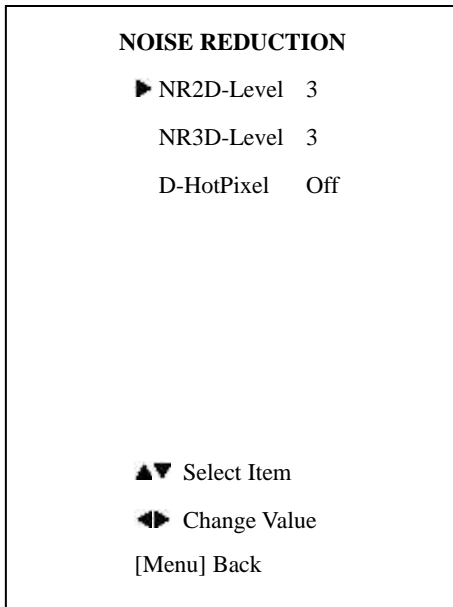 NOISE REDUCTION
▶ NR2D-Level 3
NR3D-Level 3
D-HotPixel Off
▲▼ Select Item
◀▶ Change Value
[Menu] Back